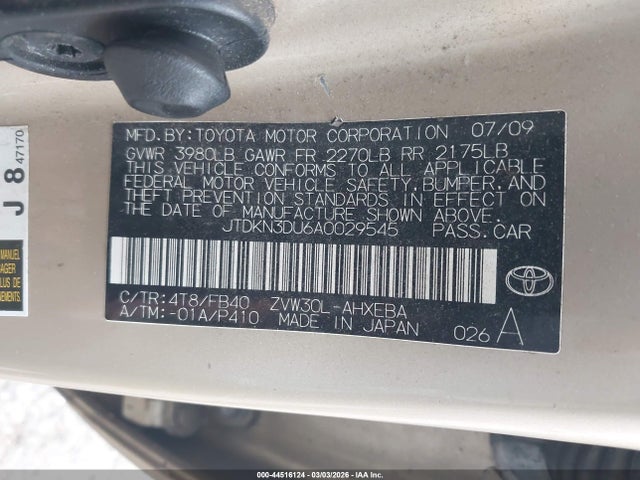 MFD. BY: TOYOTA MOTOR CORPORATION 07/09
GVWR 3980LB GAWR FR 2270LB RR 2175LB
THIS VEHICLE CONFORMS TO ALL APPLICABLE
FEDERAL MOTOR VEHICLE SAFETY, BUMPER, AND
THEFT PREVENTION STANDARDS IN EFFECT ON
THE DATE OF MANUFACTURE SHOWN ABOVE.
JTDKN3DU6A0029545 PASS. CAR
C/TR: 4T8/FB40 ZVW30L-AHXEBA
A/TM: -01A/P410 MADE IN JAPAN
026 A
J 8 47170
MANUEL
000-44516124 | 03/03/2026 | IAA Inc.